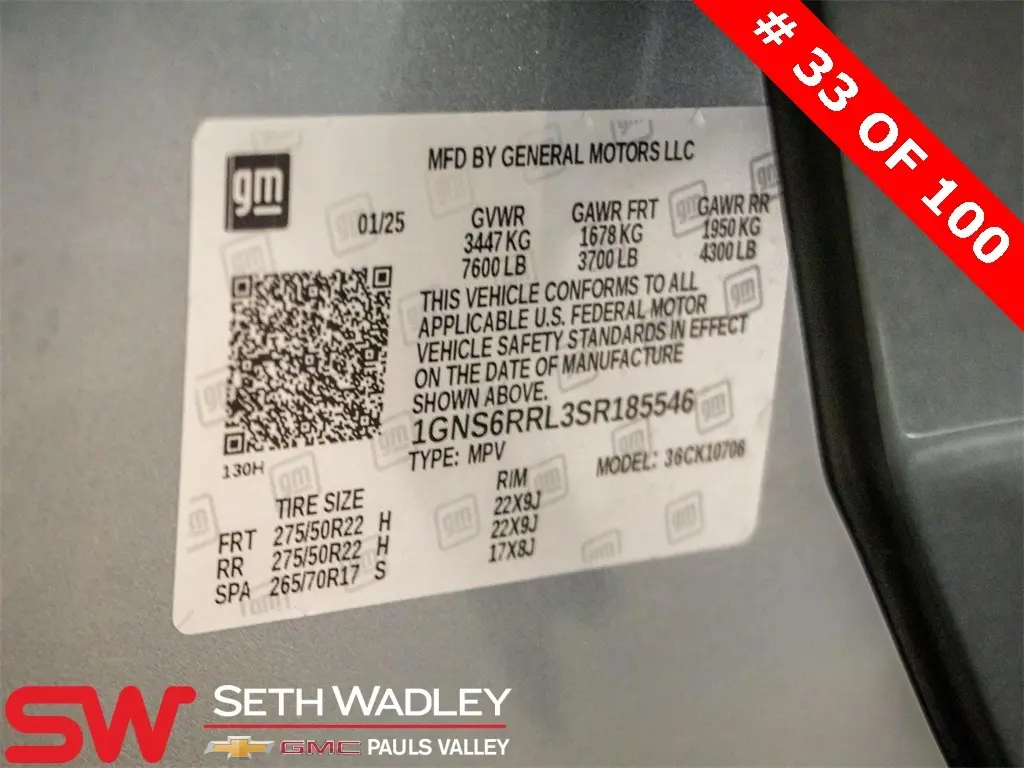 # 33 OF 100
gm
MFD BY GENERAL MOTORS LLC
01/25
GVWR GAWR FRT GAWR RR
3447 KG 1678 KG 1950 KG
7600 LB 3700 LB 4300 LB
THIS VEHICLE CONFORMS TO ALL
APPLICABLE U.S. FEDERAL MOTOR
VEHICLE SAFETY STANDARDS IN EFFECT
ON THE DATE OF MANUFACTURE
SHOWN ABOVE.
1GNS6RRL3SR185546
130H
TYPE: MPV MODEL: 36CK10706
TIRE SIZE RIM
FRT 275/50R22 H 22X9J
RR 275/50R22 H 22X9J
SPA 265/70R17 S 17X8J
SW SETH WADLEY
GMC PAULS VALLEY